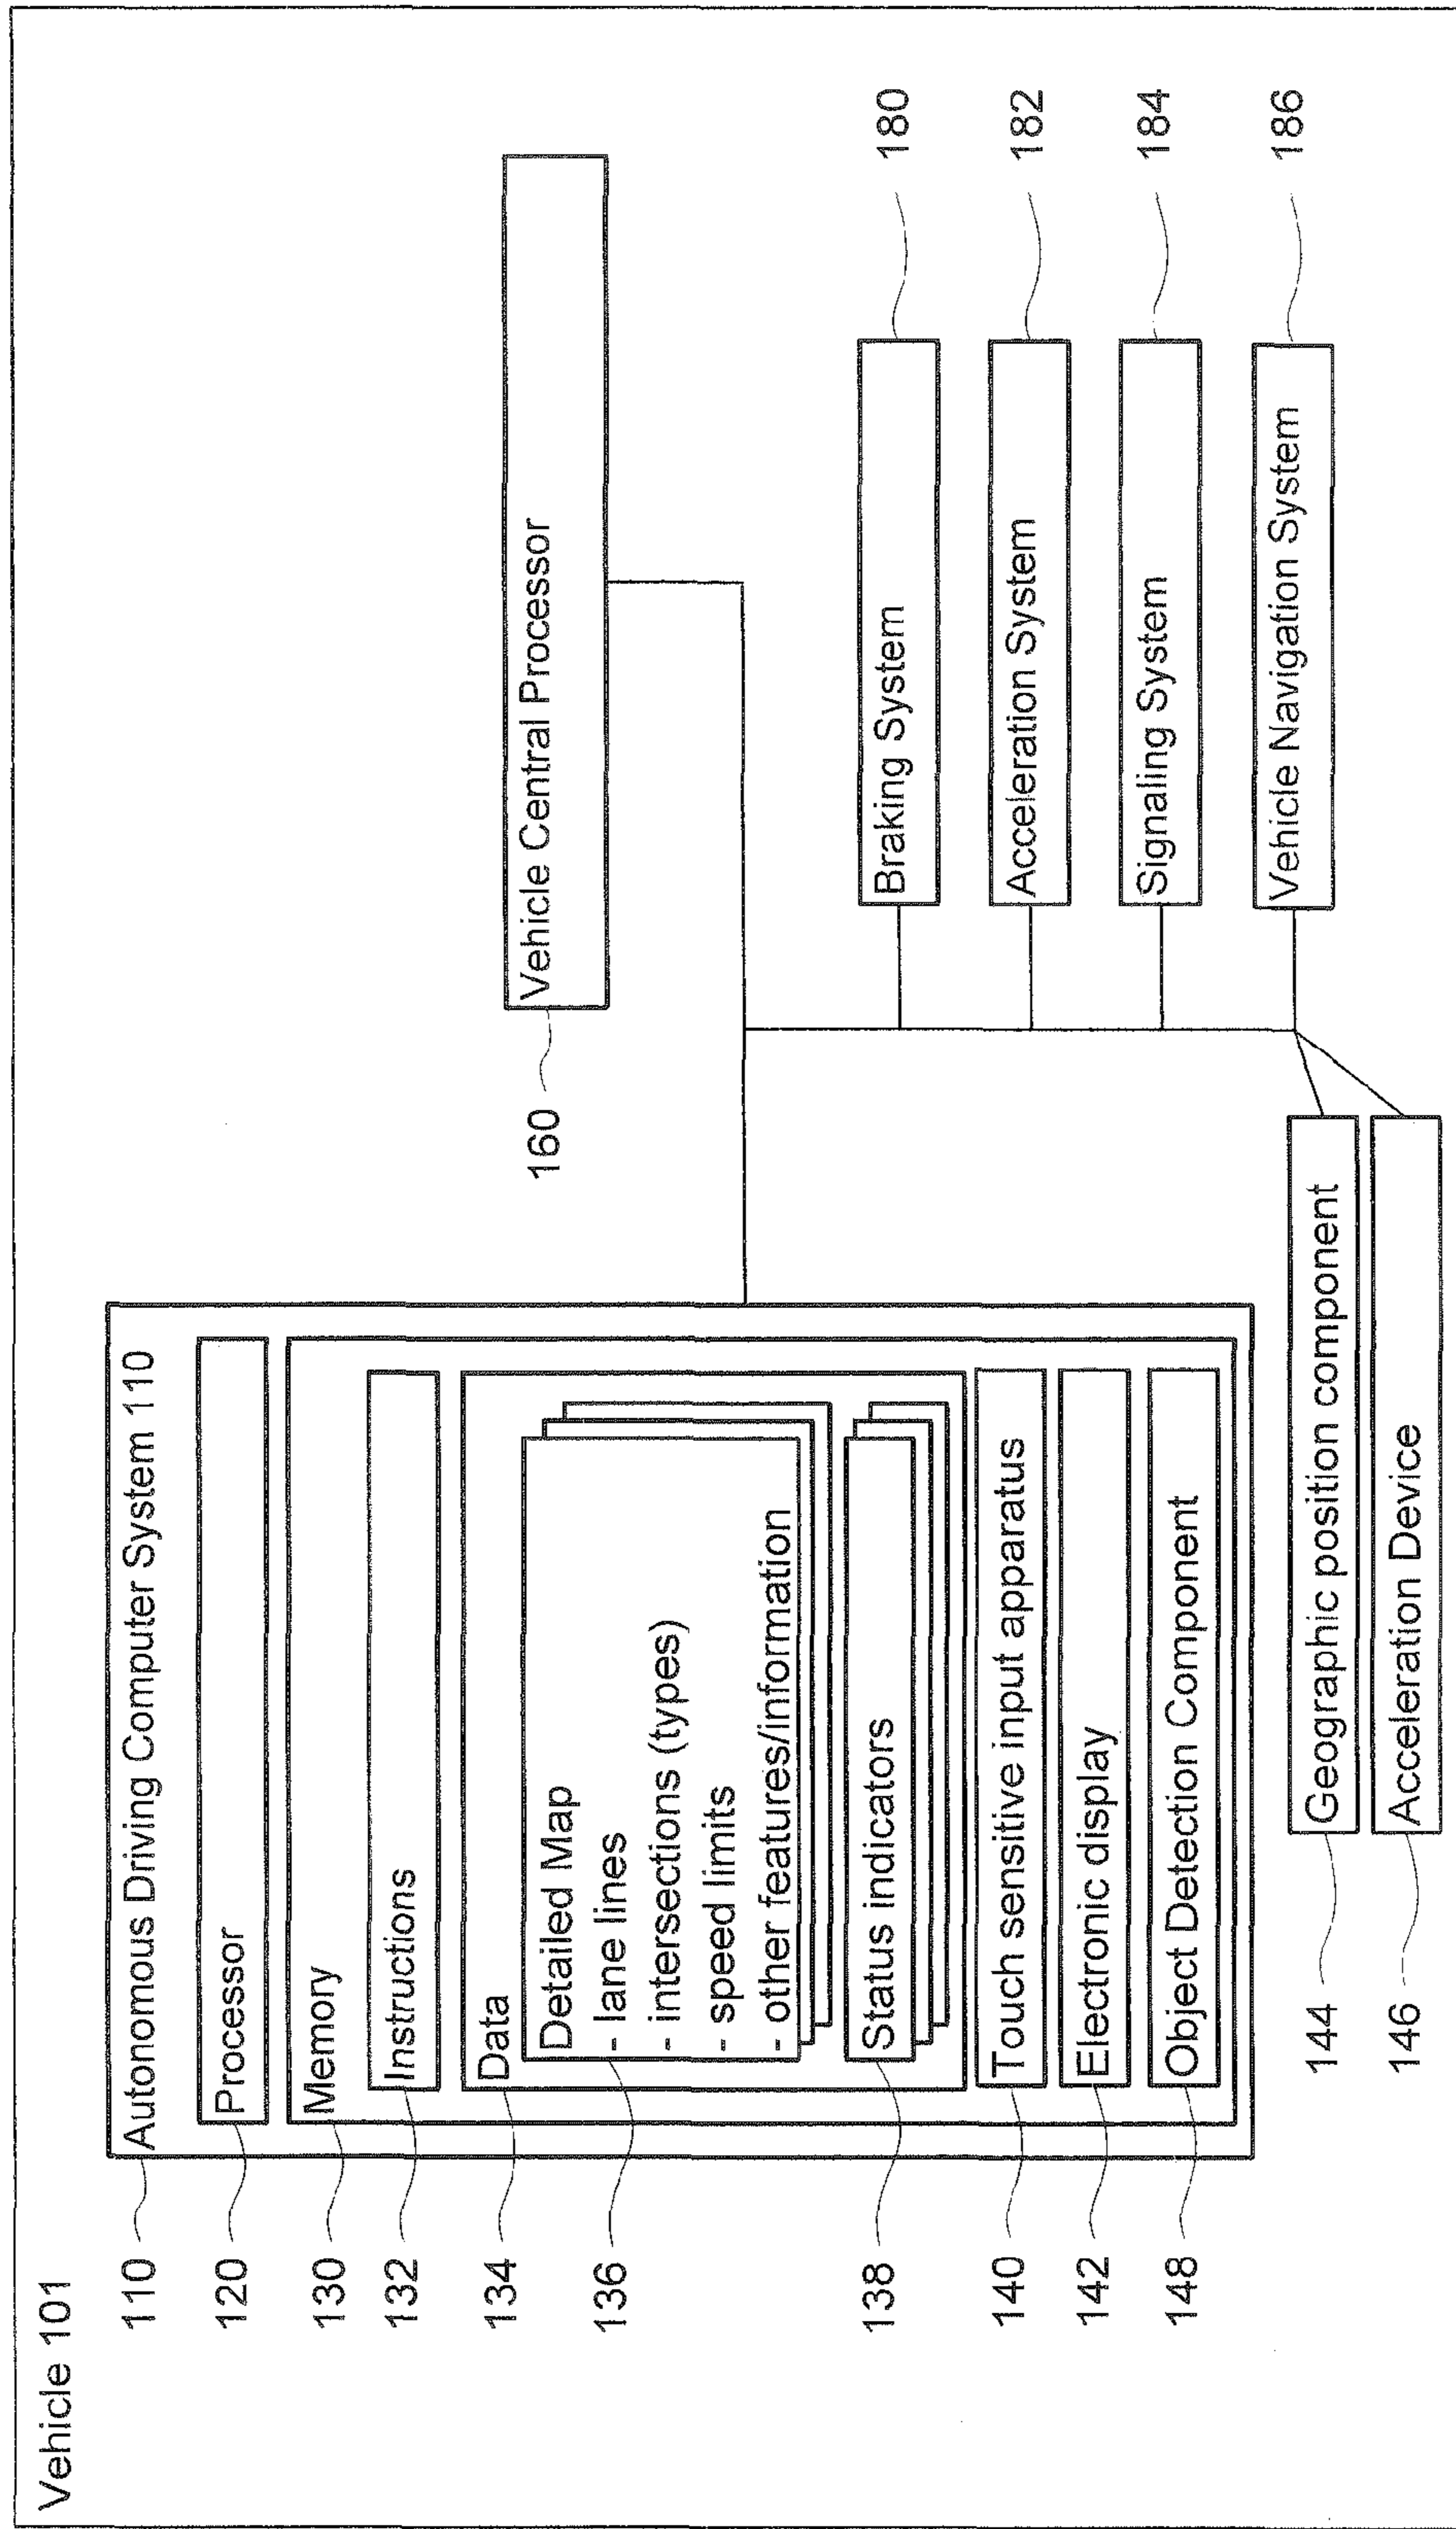 Vehicle 101
110
Autonomous Driving Computer System 110
120
Processor
130
Memory
132
Instructions
134
Data
136
Detailed Map
- lane lines
- intersections (types)
- speed limits
- other features/information
138
Status indicators
140
Touch sensitive input apparatus
142
Electronic display
148
Object Detection Component
144
Geographic position component
146
Acceleration Device
160
Vehicle Central Processor
Braking System
180
Acceleration System
182
Signaling System
184
Vehicle Navigation System
186